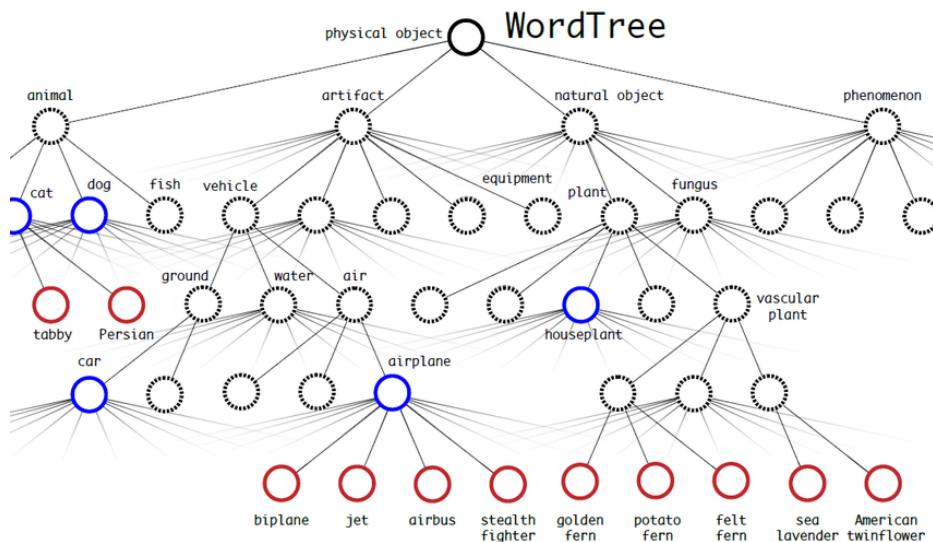 WordTree
physical object
animal
artifact
natural object
phenomenon
cat
dog
fish
vehicle
equipment
plant
fungus
ground
water
air
vascular
plant
tabby
Persian
houseplant
car
airplane
biplane
jet
airbus
stealth
fighter
golden
fern
potato
fern
felt
fern
sea
lavender
American
twinflower